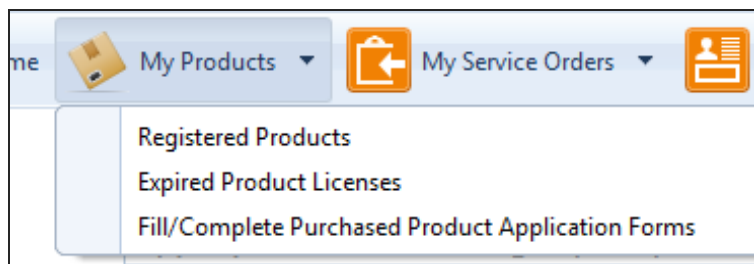 me My Products My Service Orders
Registered Products
Expired Product Licenses
Fill/Complete Purchased Product Application Forms